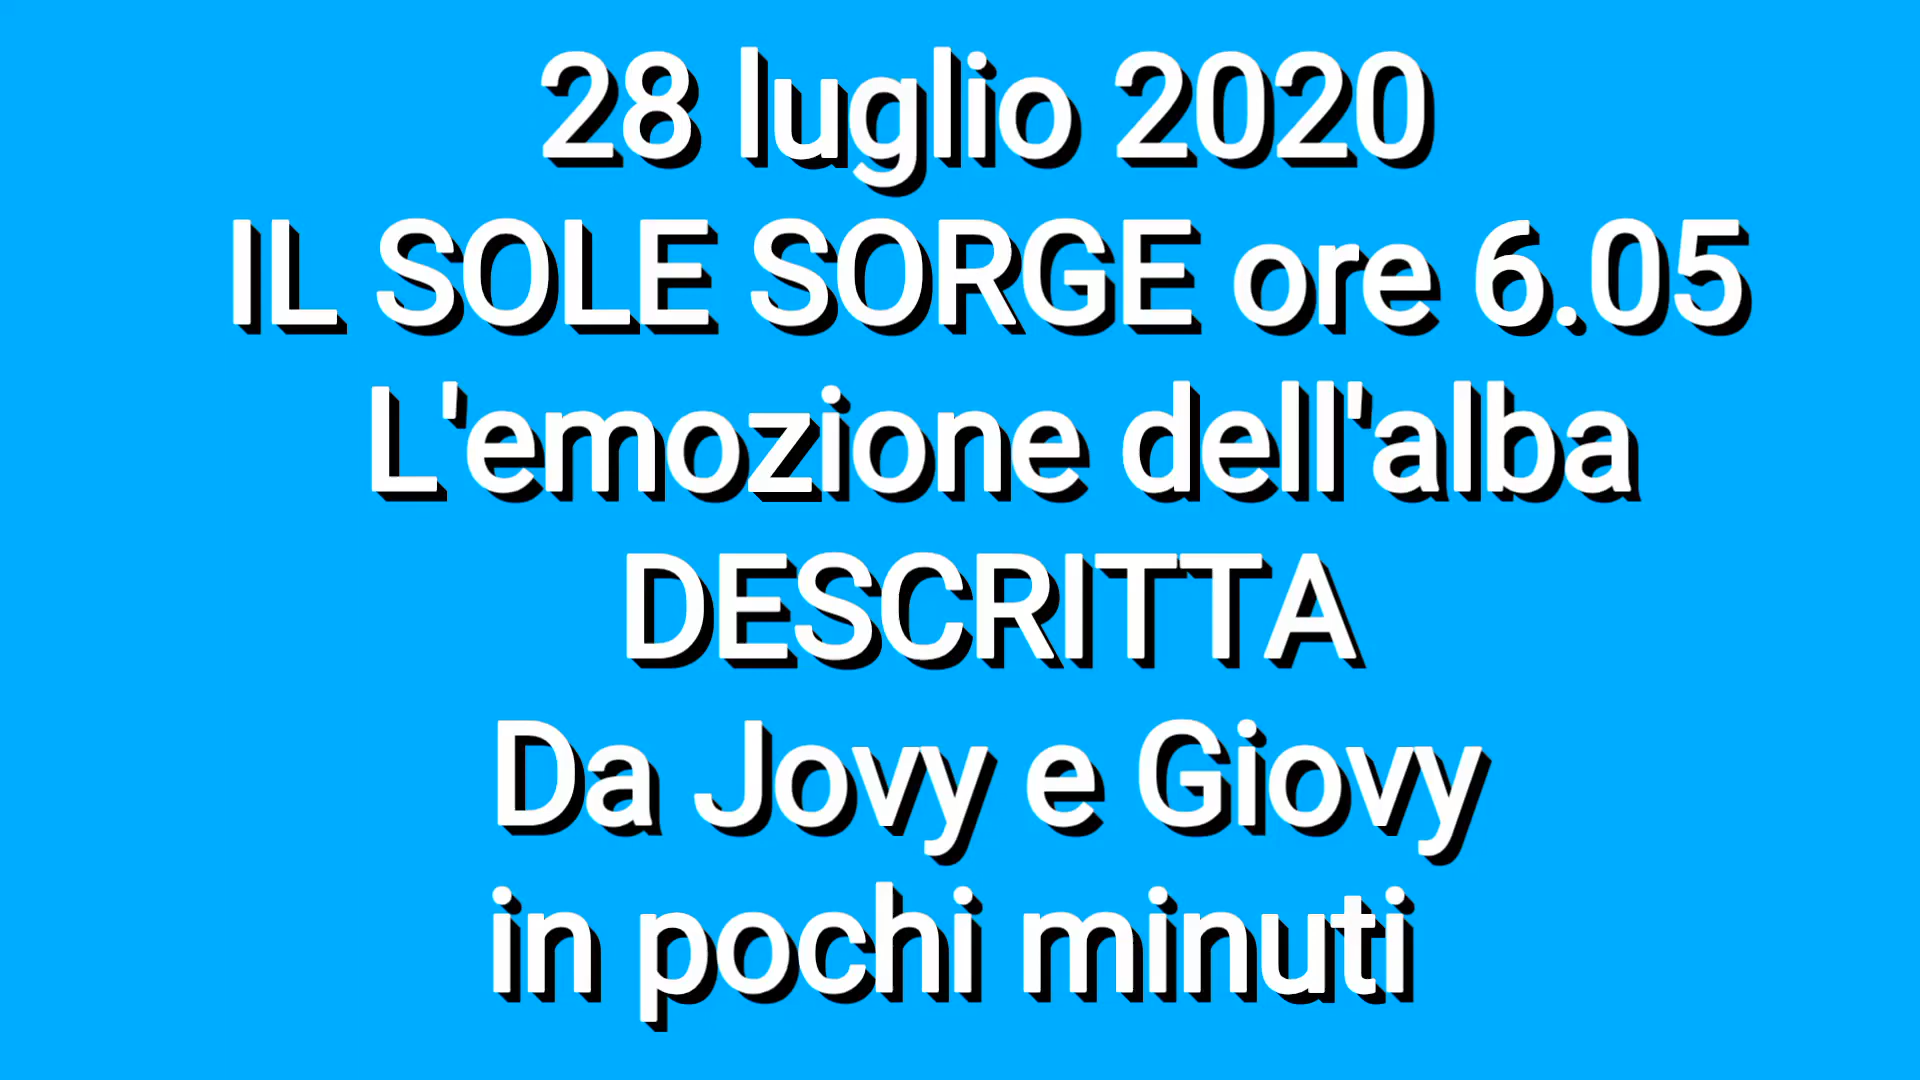 28 luglio 2020
IL SOLE SORGE ore 6.05
L'emozione dell'alba
DESCRITTA
Da Jovy e Giovy
in pochi minuti